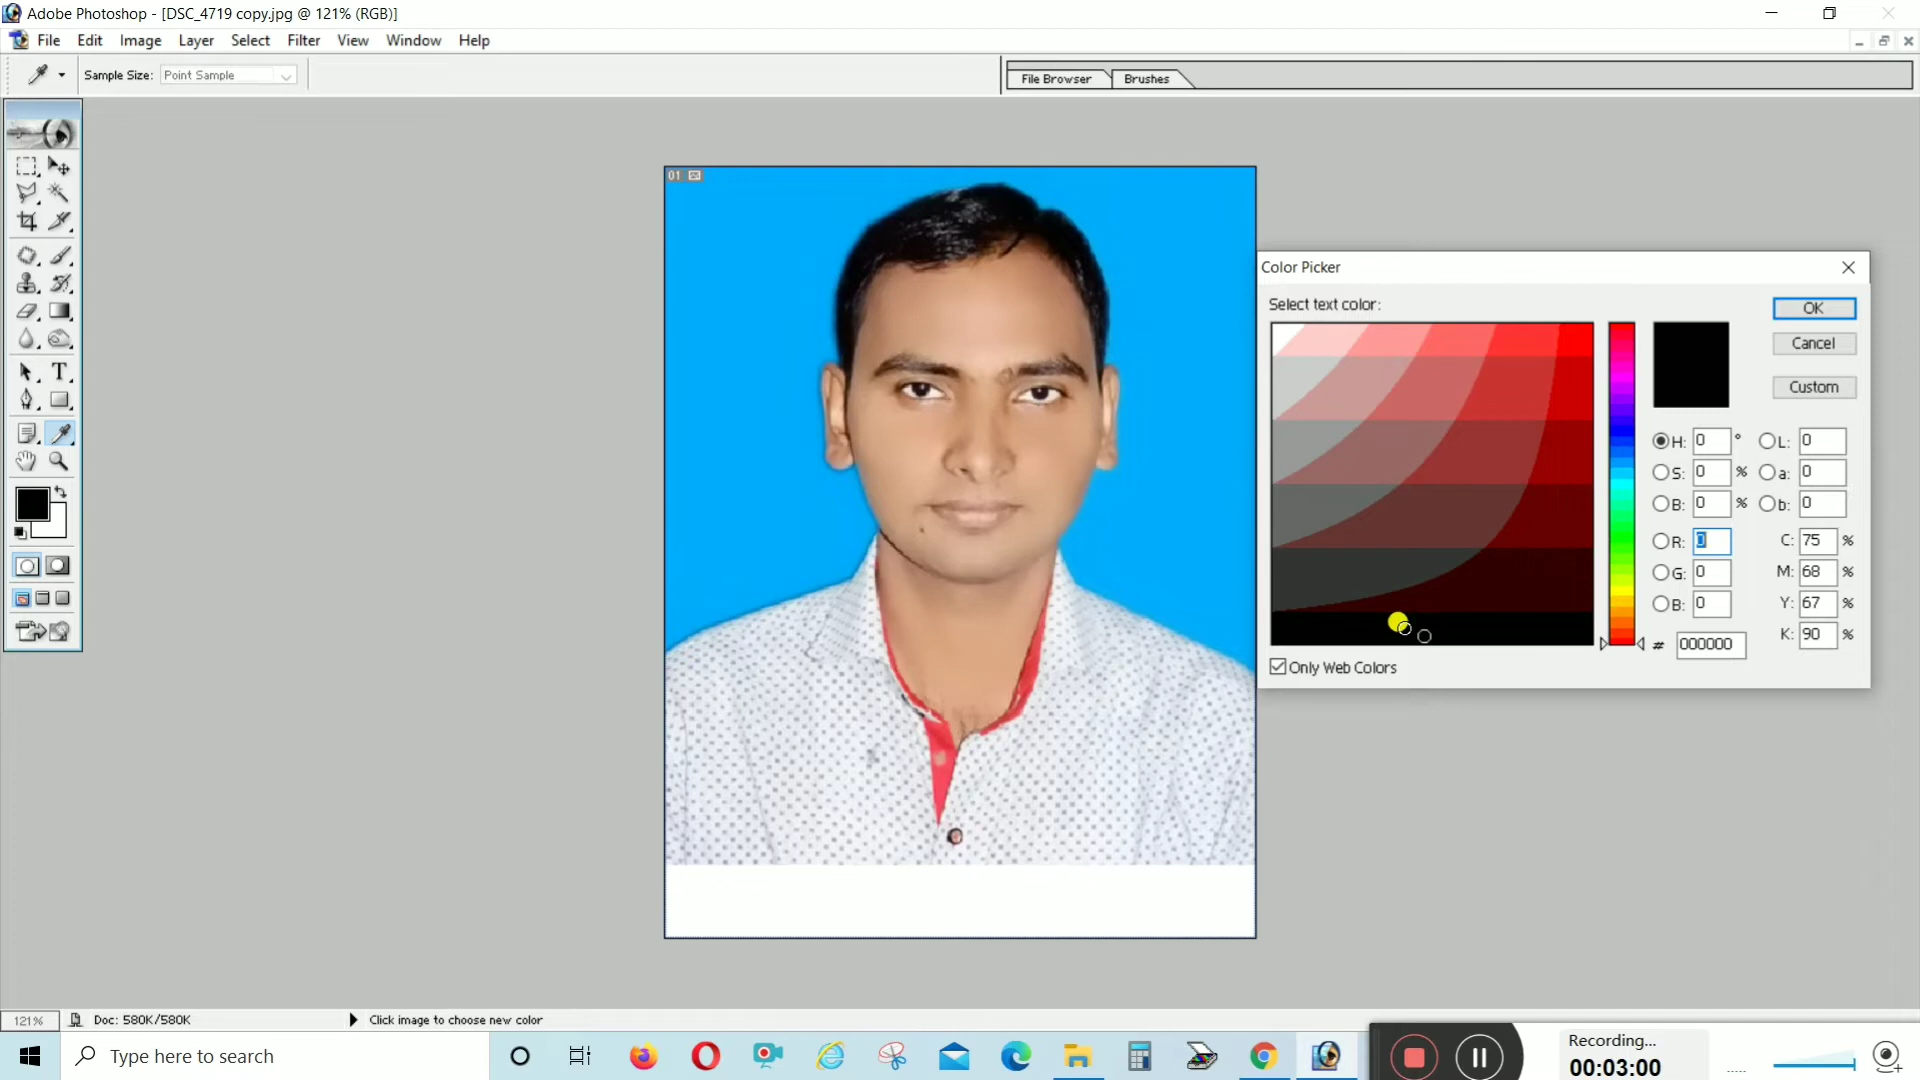 Adobe Photoshop - [DSC_4719 copy.jpg @ 121% (RGB)]
File Edit Image Layer Select Filter View Window Help
Sample Size: Point Sample
File Browser Brushes
01
Color Picker
Select text color:
OK
Cancel
Custom
H: 0 ° L: 0
S: 0 % a: 0
B: 0 % b: 0
R: 0 C: 75 %
G: 0 M: 68 %
B: 0 Y: 67 %
# 000000 K: 90 %
Only Web Colors
T
121% Doc: 580K/580K Click image to choose new color
Type here to search
Recording...
00:03:00